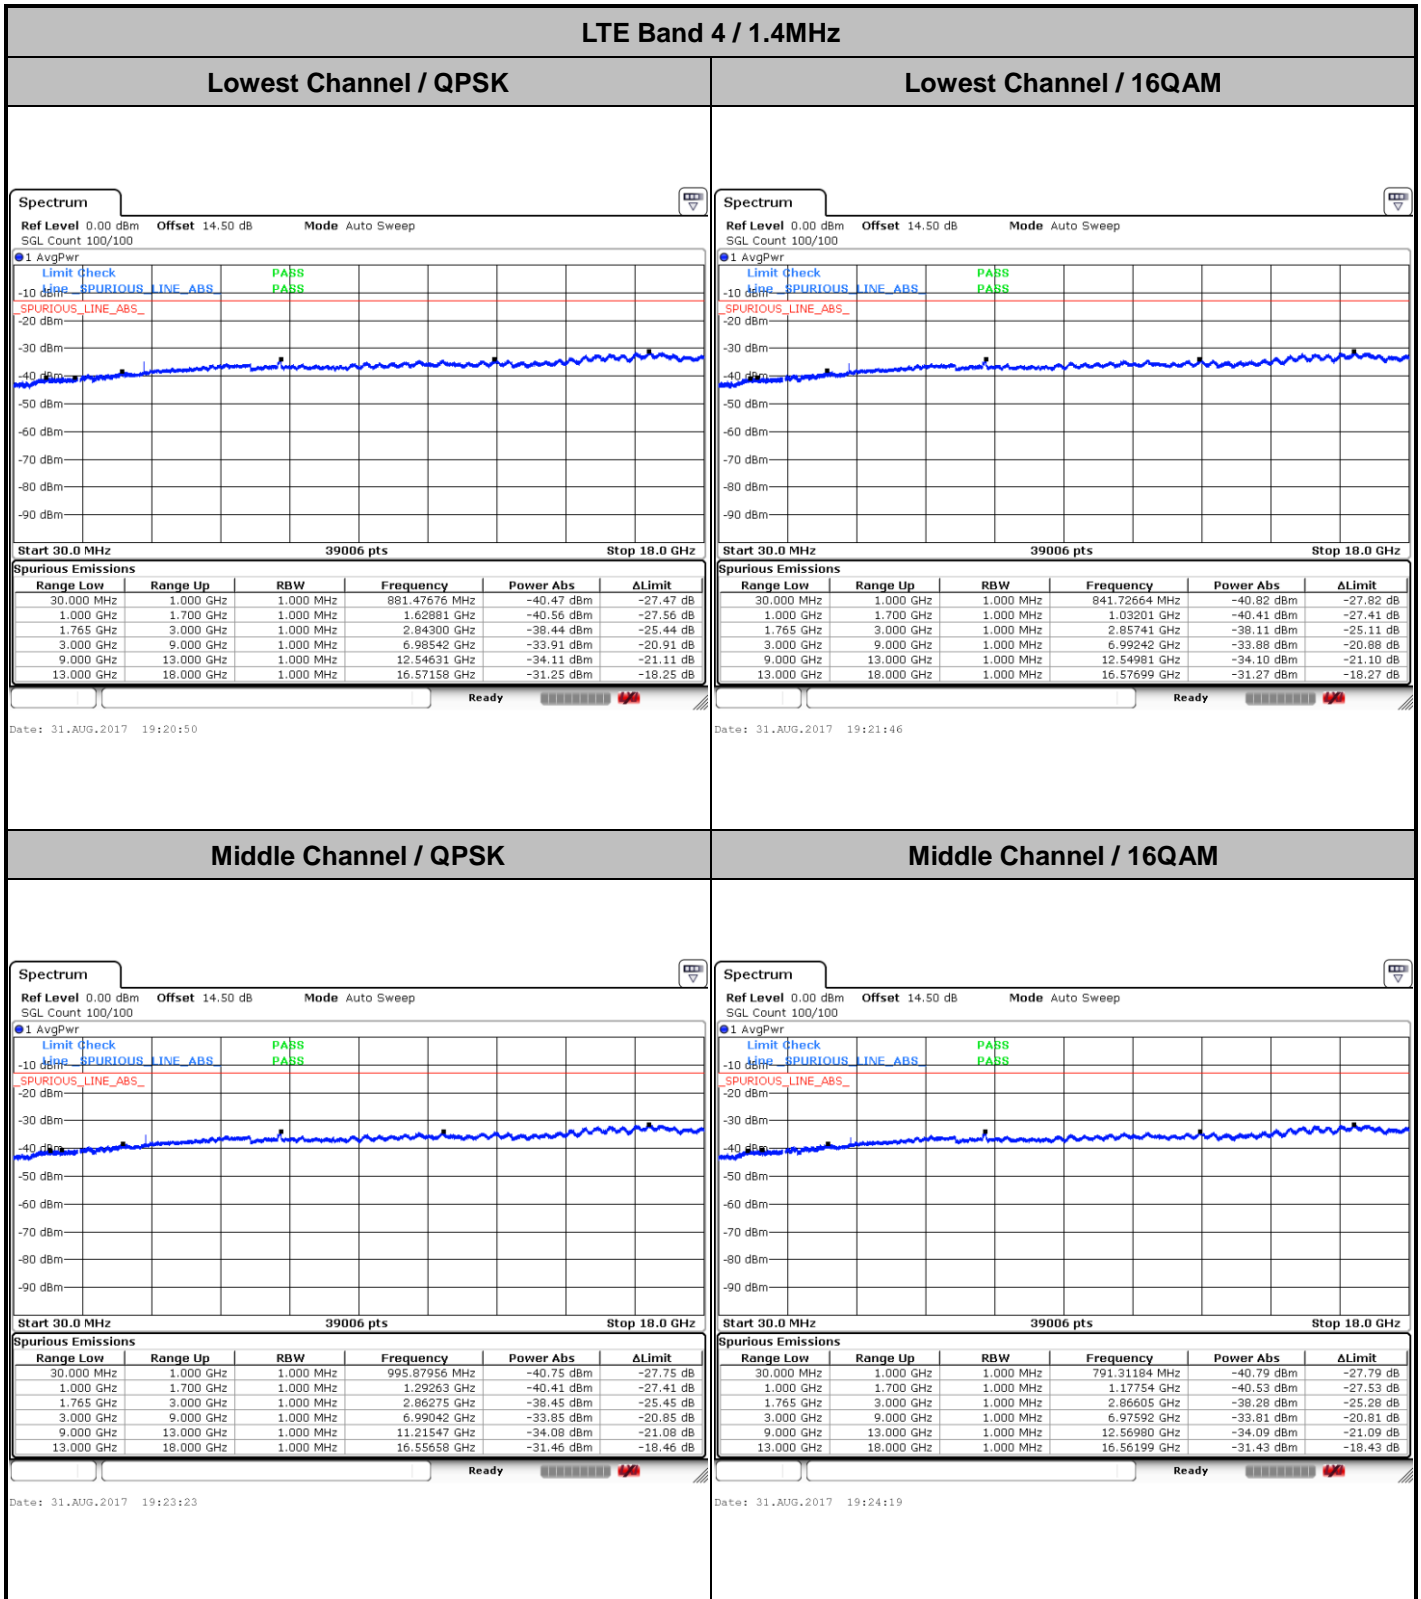 LTE Band 4 / 1.4MHz
Lowest Channel / QPSK
Lowest Channel / 16QAM
Spectrum
Ref Level 0.00 dBm Offset 14.50 dB Mode Auto Sweep
SGL Count 100/100
1 AvgPwr
Limit Check PASS
Line _SPURIOUS_LINE_ABS_ PASS
-10 dBm
_SPURIOUS_LINE_ABS_
-20 dBm
-30 dBm
-40 dBm
-50 dBm
-60 dBm
-70 dBm
-80 dBm
-90 dBm
Start 30.0 MHz 39006 pts Stop 18.0 GHz
Spurious Emissions
Range Low Range Up RBW Frequency Power Abs ΔLimit
30.000 MHz 1.000 GHz 1.000 MHz 881.47676 MHz -40.47 dBm -27.47 dB
1.000 GHz 1.700 GHz 1.000 MHz 1.62881 GHz -40.56 dBm -27.56 dB
1.765 GHz 3.000 GHz 1.000 MHz 2.84300 GHz -38.44 dBm -25.44 dB
3.000 GHz 9.000 GHz 1.000 MHz 6.98542 GHz -33.91 dBm -20.91 dB
9.000 GHz 13.000 GHz 1.000 MHz 12.54631 GHz -34.11 dBm -21.11 dB
13.000 GHz 18.000 GHz 1.000 MHz 16.57158 GHz -31.25 dBm -18.25 dB
Ready
Date: 31.AUG.2017 19:20:50
Spectrum
Ref Level 0.00 dBm Offset 14.50 dB Mode Auto Sweep
SGL Count 100/100
1 AvgPwr
Limit Check PASS
Line _SPURIOUS_LINE_ABS_ PASS
-10 dBm
_SPURIOUS_LINE_ABS_
-20 dBm
-30 dBm
-40 dBm
-50 dBm
-60 dBm
-70 dBm
-80 dBm
-90 dBm
Start 30.0 MHz 39006 pts Stop 18.0 GHz
Spurious Emissions
Range Low Range Up RBW Frequency Power Abs ΔLimit
30.000 MHz 1.000 GHz 1.000 MHz 841.72664 MHz -40.82 dBm -27.82 dB
1.000 GHz 1.700 GHz 1.000 MHz 1.03201 GHz -40.41 dBm -27.41 dB
1.765 GHz 3.000 GHz 1.000 MHz 2.85741 GHz -38.11 dBm -25.11 dB
3.000 GHz 9.000 GHz 1.000 MHz 6.99242 GHz -33.88 dBm -20.88 dB
9.000 GHz 13.000 GHz 1.000 MHz 12.54981 GHz -34.10 dBm -21.10 dB
13.000 GHz 18.000 GHz 1.000 MHz 16.57699 GHz -31.27 dBm -18.27 dB
Ready
Date: 31.AUG.2017 19:21:46
Middle Channel / QPSK
Middle Channel / 16QAM
Spectrum
Ref Level 0.00 dBm Offset 14.50 dB Mode Auto Sweep
SGL Count 100/100
1 AvgPwr
Limit Check PASS
Line _SPURIOUS_LINE_ABS_ PASS
-10 dBm
_SPURIOUS_LINE_ABS_
-20 dBm
-30 dBm
-40 dBm
-50 dBm
-60 dBm
-70 dBm
-80 dBm
-90 dBm
Start 30.0 MHz 39006 pts Stop 18.0 GHz
Spurious Emissions
Range Low Range Up RBW Frequency Power Abs ΔLimit
30.000 MHz 1.000 GHz 1.000 MHz 995.87956 MHz -40.75 dBm -27.75 dB
1.000 GHz 1.700 GHz 1.000 MHz 1.29263 GHz -40.41 dBm -27.41 dB
1.765 GHz 3.000 GHz 1.000 MHz 2.86275 GHz -38.45 dBm -25.45 dB
3.000 GHz 9.000 GHz 1.000 MHz 6.99042 GHz -33.85 dBm -20.85 dB
9.000 GHz 13.000 GHz 1.000 MHz 11.21547 GHz -34.08 dBm -21.08 dB
13.000 GHz 18.000 GHz 1.000 MHz 16.55658 GHz -31.46 dBm -18.46 dB
Ready
Date: 31.AUG.2017 19:23:23
Spectrum
Ref Level 0.00 dBm Offset 14.50 dB Mode Auto Sweep
SGL Count 100/100
1 AvgPwr
Limit Check PASS
Line _SPURIOUS_LINE_ABS_ PASS
-10 dBm
_SPURIOUS_LINE_ABS_
-20 dBm
-30 dBm
-40 dBm
-50 dBm
-60 dBm
-70 dBm
-80 dBm
-90 dBm
Start 30.0 MHz 39006 pts Stop 18.0 GHz
Spurious Emissions
Range Low Range Up RBW Frequency Power Abs ΔLimit
30.000 MHz 1.000 GHz 1.000 MHz 791.31184 MHz -40.79 dBm -27.79 dB
1.000 GHz 1.700 GHz 1.000 MHz 1.17754 GHz -40.53 dBm -27.53 dB
1.765 GHz 3.000 GHz 1.000 MHz 2.86605 GHz -38.28 dBm -25.28 dB
3.000 GHz 9.000 GHz 1.000 MHz 6.97592 GHz -33.81 dBm -20.81 dB
9.000 GHz 13.000 GHz 1.000 MHz 12.56980 GHz -34.09 dBm -21.09 dB
13.000 GHz 18.000 GHz 1.000 MHz 16.56199 GHz -31.43 dBm -18.43 dB
Ready
Date: 31.AUG.2017 19:24:19